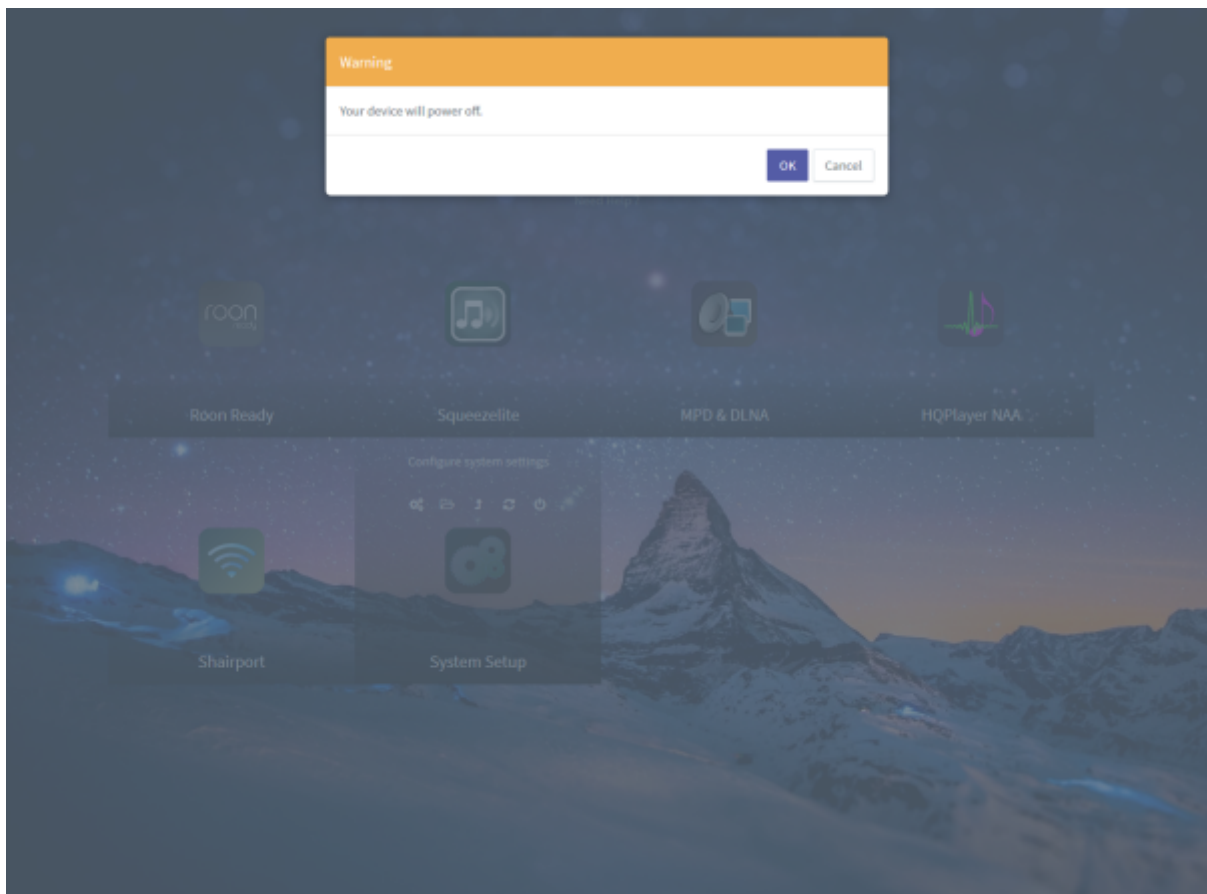 Warning
Your device will power off.
OK Cancel
roon
ready
Roon Ready Squeezelite MPD & DLNA HQPlayer NAA
Configure system settings
Shairport System Setup